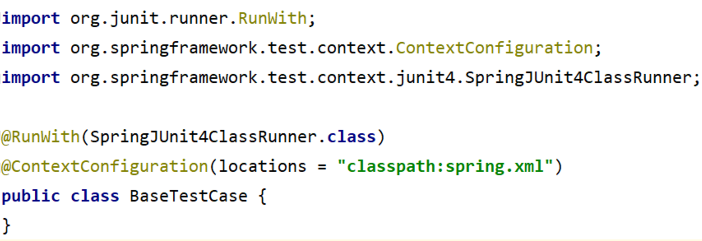 import org.junit.runner.RunWith;
import org.springframework.test.context.ContextConfiguration;
import org.springframework.test.context.junit4.SpringJUnit4ClassRunner;
@RunWith(SpringJUnit4ClassRunner.class)
@ContextConfiguration(locations = "classpath:spring.xml")
public class BaseTestCase {
}